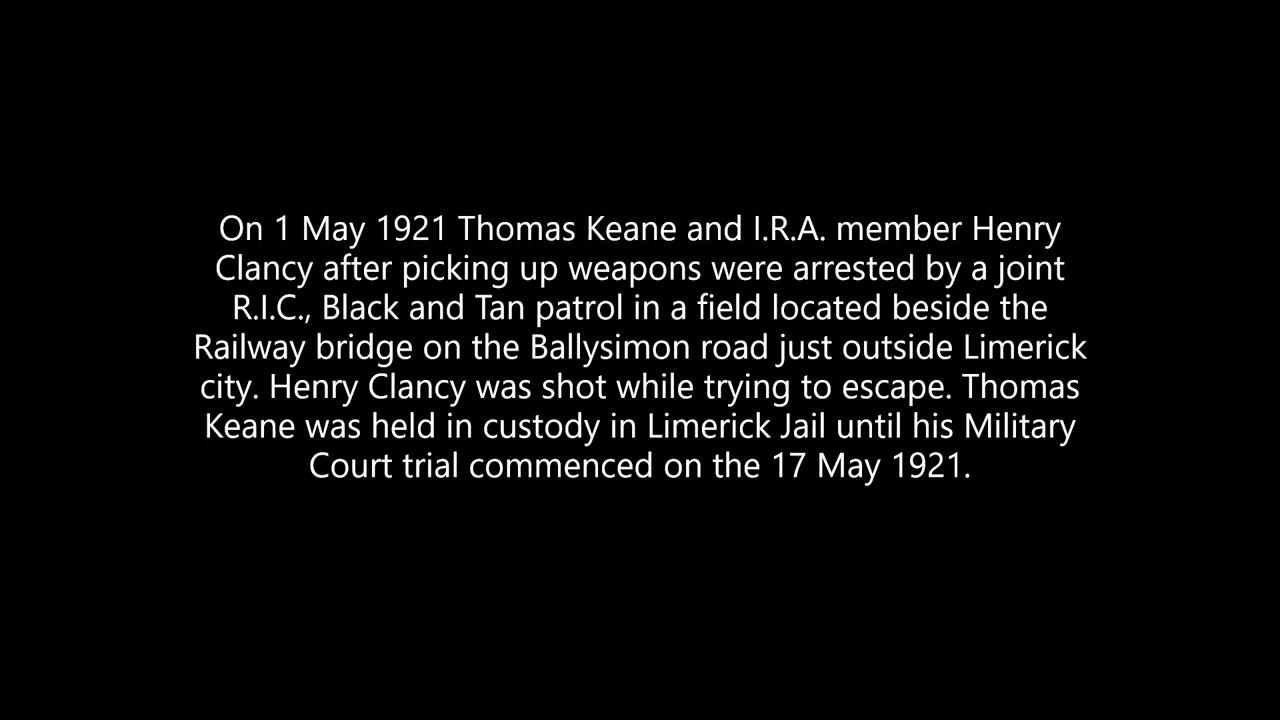 On 1 May 1921 Thomas Keane and I.R.A. member Henry
Clancy after picking up weapons were arrested by a joint
R.I.C., Black and Tan patrol in a field located beside the
Railway bridge on the Ballysimon road just outside Limerick
city. Henry Clancy was shot while trying to escape. Thomas
Keane was held in custody in Limerick Jail until his Military
Court trial commenced on the 17 May 1921.